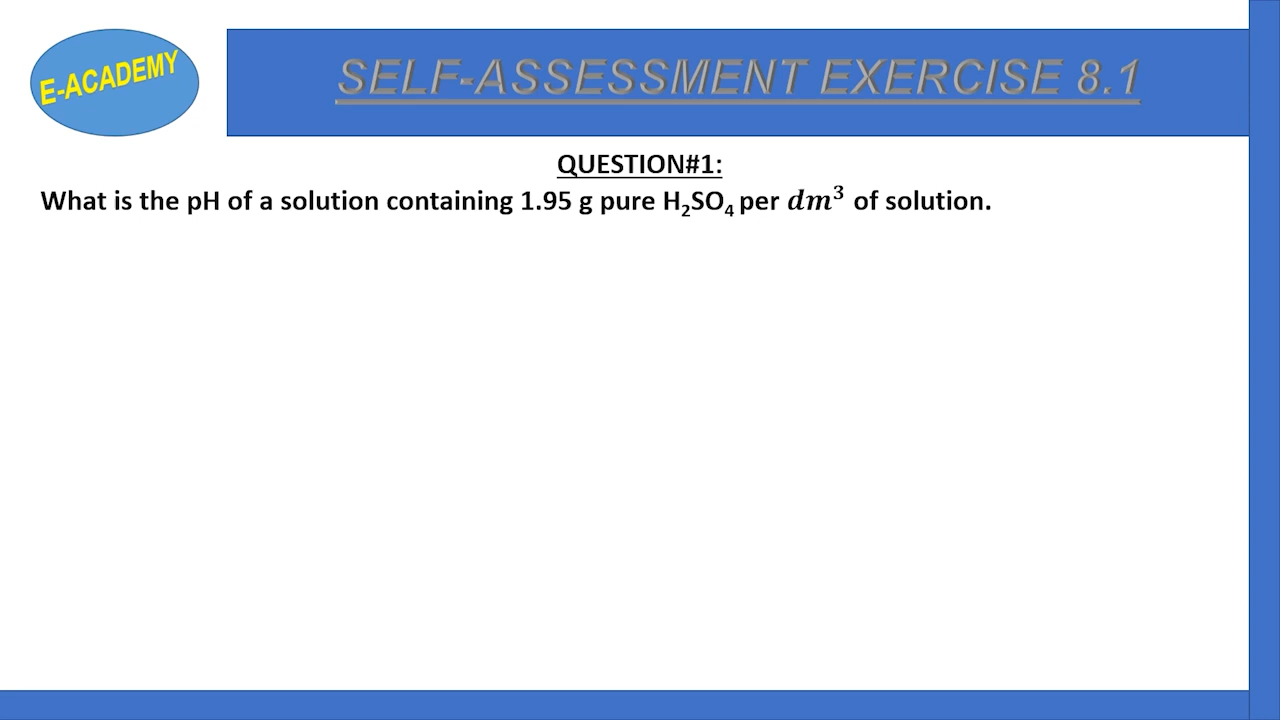 E-ACADEMY
SELF-ASSESSMENT EXERCISE 8.1
QUESTION#1:
What is the pH of a solution containing 1.95 g pure H₂SO₄ per dm³ of solution.